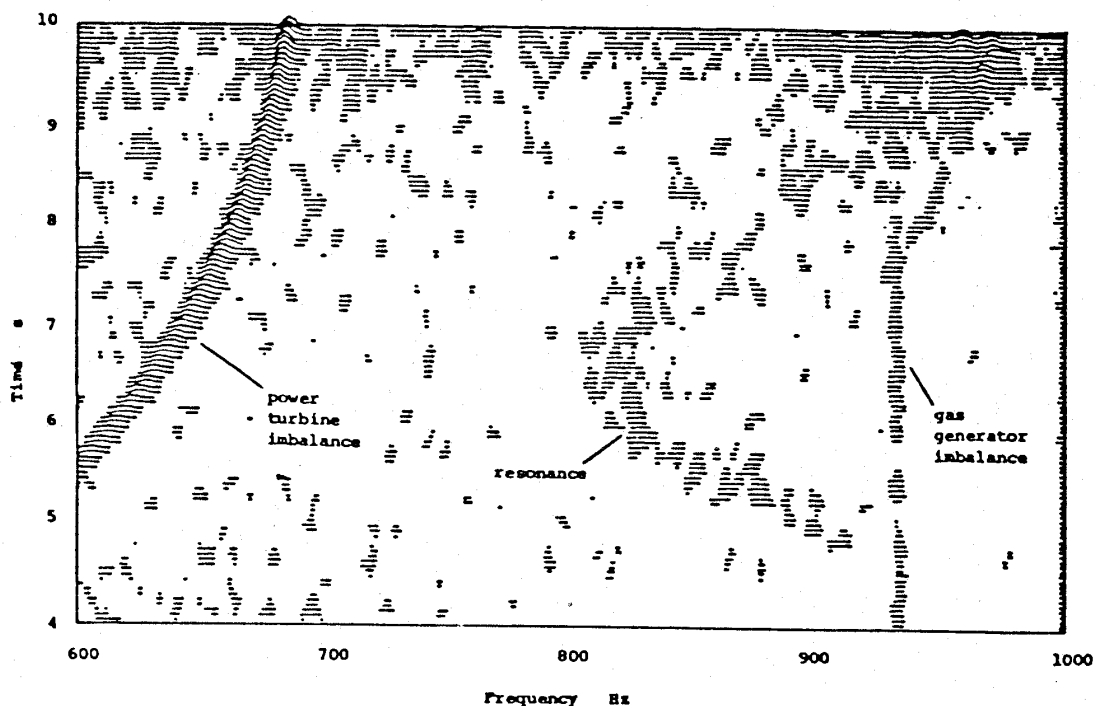 10
9
8
7
6
5
4
Time s
power
turbine
imbalance
resonance
gas
generator
imbalance
600 700 800 900 1000
Frequency Hz